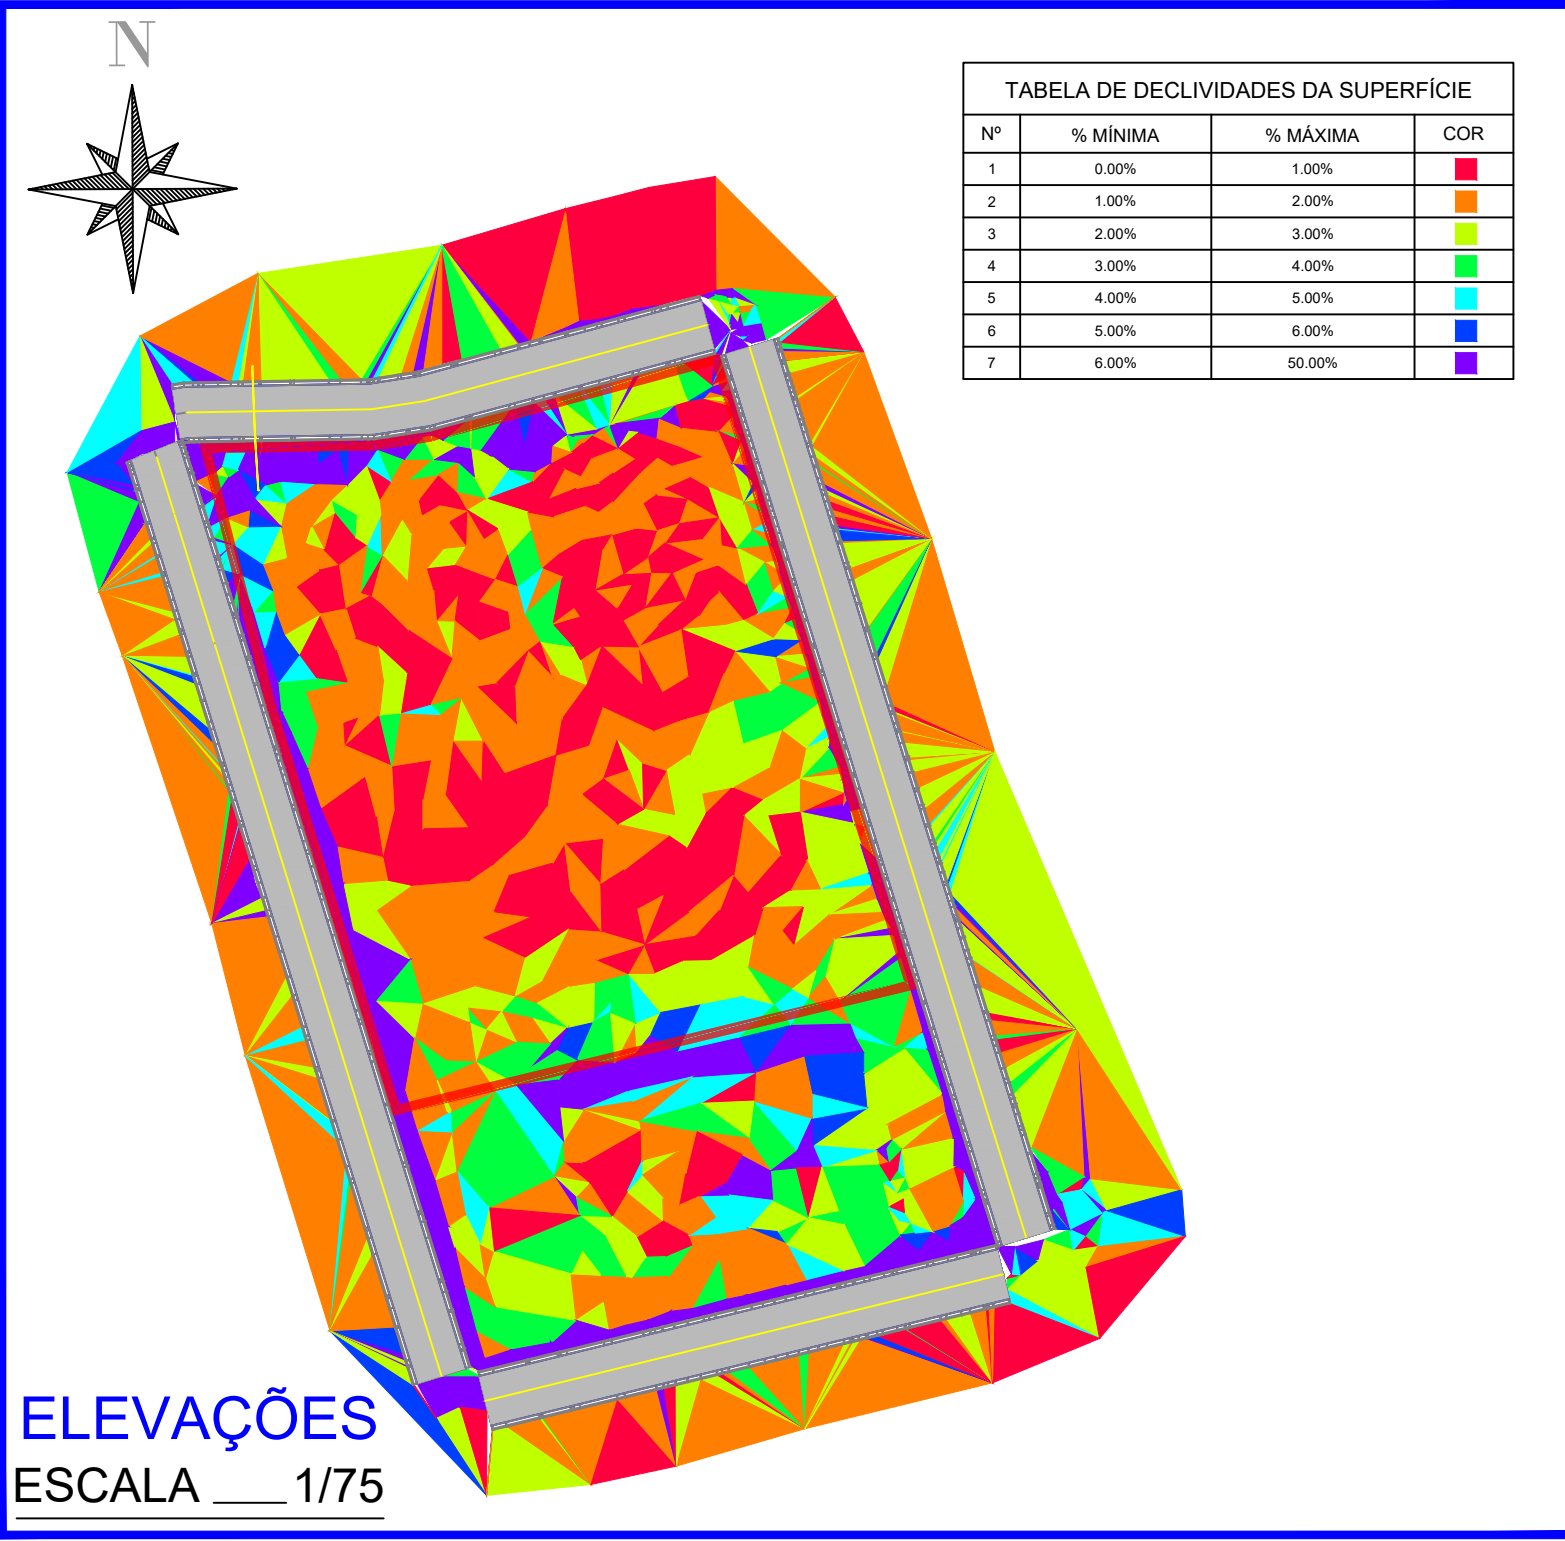 N
TABELA DE DECLIVIDADES DA SUPERFÍCIE
Nº % MÍNIMA % MÁXIMA COR
1 0.00% 1.00%
2 1.00% 2.00%
3 2.00% 3.00%
4 3.00% 4.00%
5 4.00% 5.00%
6 5.00% 6.00%
7 6.00% 50.00%
ELEVAÇÕES
ESCALA ___ 1/75